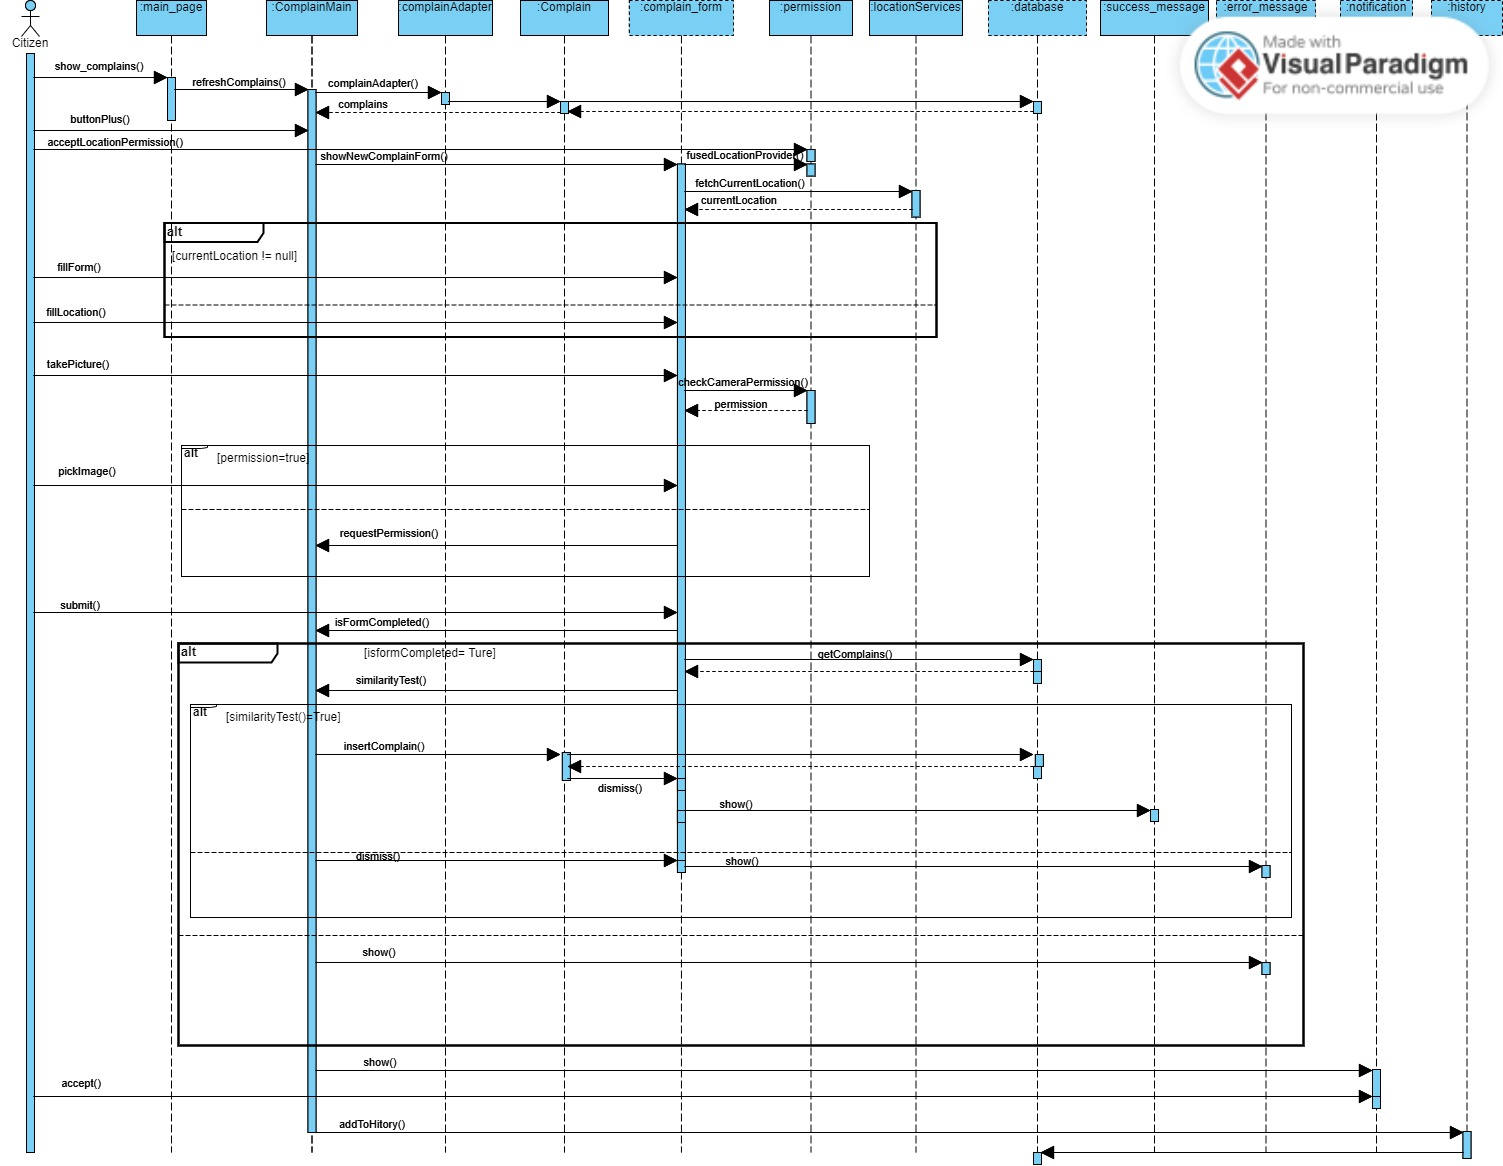 :main_page
:ComplainMain
:complainAdapter
:Complain
:complain_form
:permission
:locationServices
:database
:success_message
:error_message
:notification
:history
Citizen
Made with
Visual Paradigm
For non-commercial use
show_complains()
refreshComplains()
complainAdapter()
complains
buttonPlus()
acceptLocationPermission()
showNewComplainForm()
fusedLocationProvider()
fetchCurrentLocation()
currentLocation
alt
[currentLocation != null]
fillForm()
fillLocation()
takePicture()
checkCameraPermission()
permission
alt
[permission=true]
pickImage()
requestPermission()
submit()
isFormCompleted()
alt
[isformCompleted= Ture]
getComplains()
similarityTest()
alt
[similarityTest()=True]
insertComplain()
dismiss()
show()
dismiss()
show()
show()
show()
accept()
addToHitory()